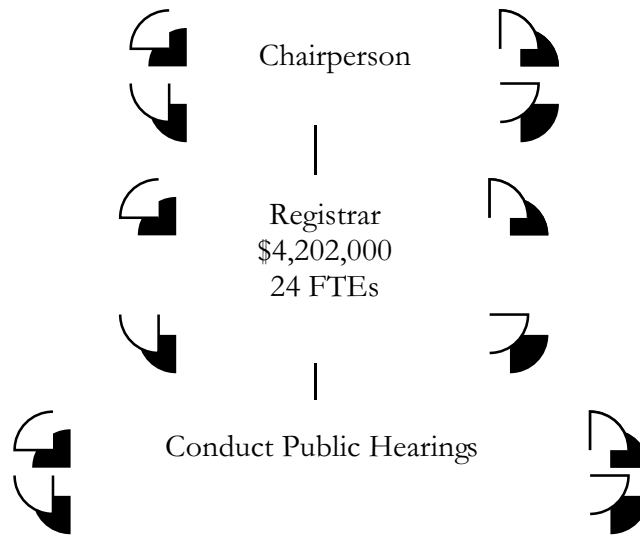 Chairperson
Registrar
$4,202,000
24 FTEs
Conduct Public Hearings